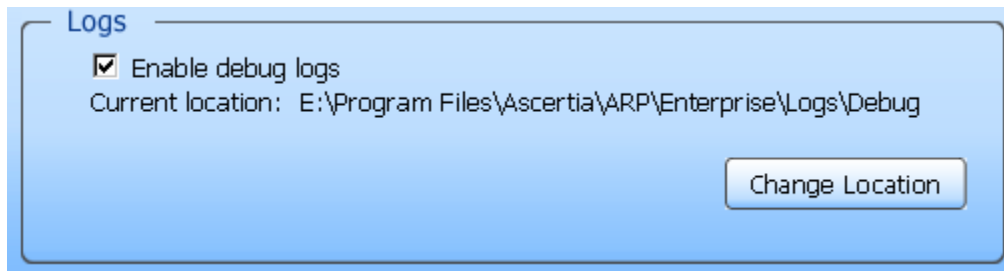 Logs
Enable debug logs
Current location: E:\Program Files\Ascertia\ARP\Enterprise\Logs\Debug
Change Location